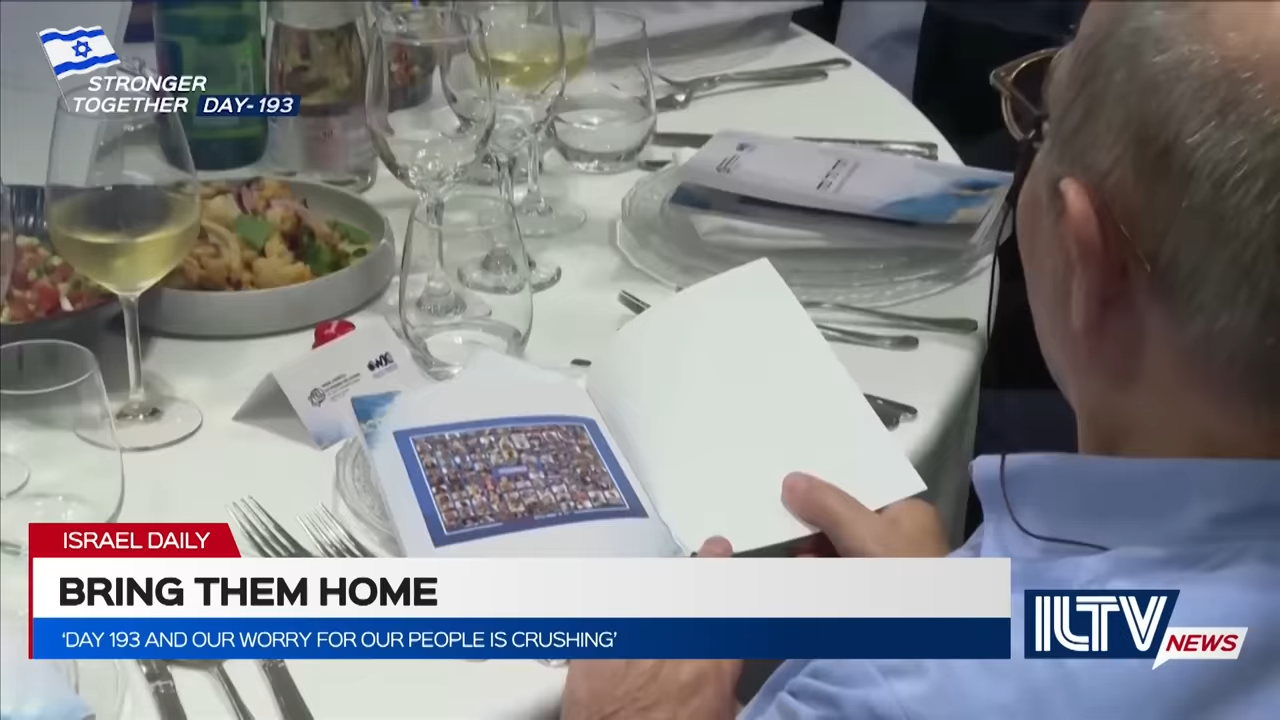 STRONGER
TOGETHER DAY- 193
ISRAEL DAILY
BRING THEM HOME
‘DAY 193 AND OUR WORRY FOR OUR PEOPLE IS CRUSHING’
ILTV
NEWS